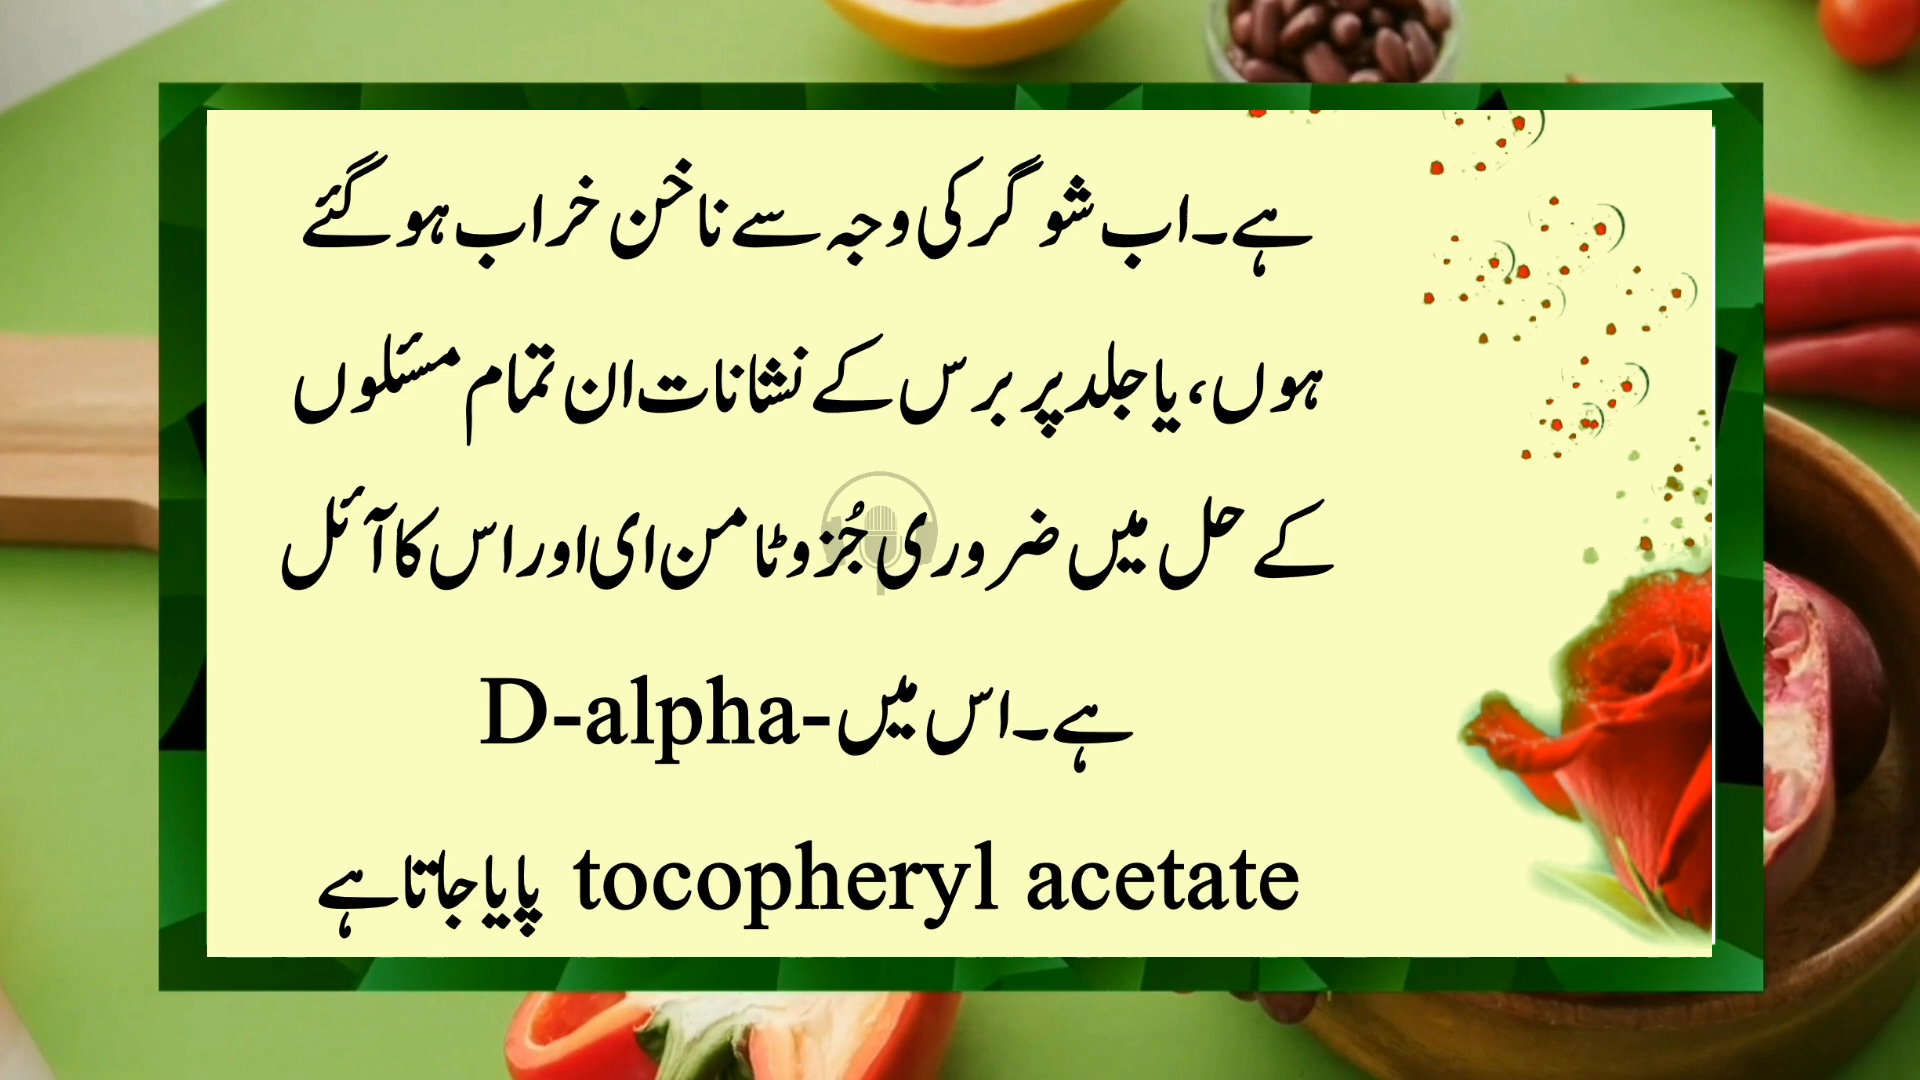 ہے۔اب شوگر کی وجہ سے ناخن خراب ہو گئے
ہوں، یا جلد پر برس کے نشانات ان تمام مسئلوں
کے حل میں ضروری جُز وٹامن ای اور اس کا آئل
ہے۔اس میں D-alpha-
tocopheryl acetate پایا جاتا ہے